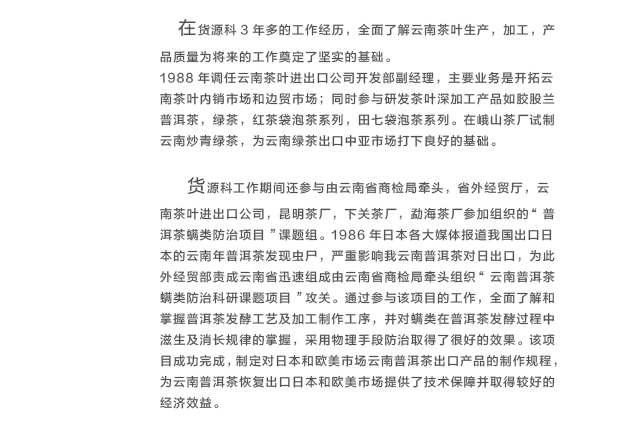 在货源科 3 年多的工作经历，全面了解云南茶叶生产，加工，产
品质量为将来的工作奠定了坚实的基础。
1988 年调任云南茶叶进出口公司开发部副经理，主要业务是开拓云
南茶叶内销市场和边贸市场；同时参与研发茶叶深加工产品如胶股兰
普洱茶，绿茶，红茶袋泡茶系列，田七袋泡茶系列。在峨山茶厂试制
云南炒青绿茶，为云南绿茶出口中亚市场打下良好的基础。
货源科工作期间还参与由云南省商检局牵头，省外经贸厅，云
南茶叶进出口公司，昆明茶厂，下关茶厂，勐海茶厂参加组织的“ 普
洱茶螨类防治项目 ”课题组。1986 年日本各大媒体报道我国出口日
本的云南年普洱茶发现虫尸，严重影响我云南普洱茶对日出口，为此
外经贸部责成云南省迅速组成由云南省商检局牵头组织“ 云南普洱茶
螨类防治科研课题项目 ”攻关。通过参与该项目的工作，全面了解和
掌握普洱茶发酵工艺及加工制作工序，并对螨类在普洱茶发酵过程中
滋生及消长规律的掌握，采用物理手段防治取得了很好的效果。该项
目成功完成，制定对日本和欧美市场云南普洱茶出口产品的制作规程，
为云南普洱茶恢复出口日本和欧美市场提供了技术保障并取得较好的
经济效益。